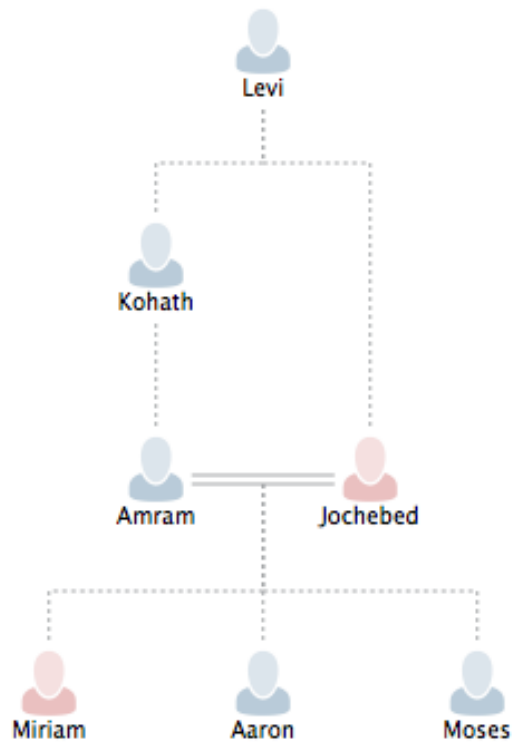 Levi
Kohath
Amram
Jochebed
Miriam
Aaron
Moses